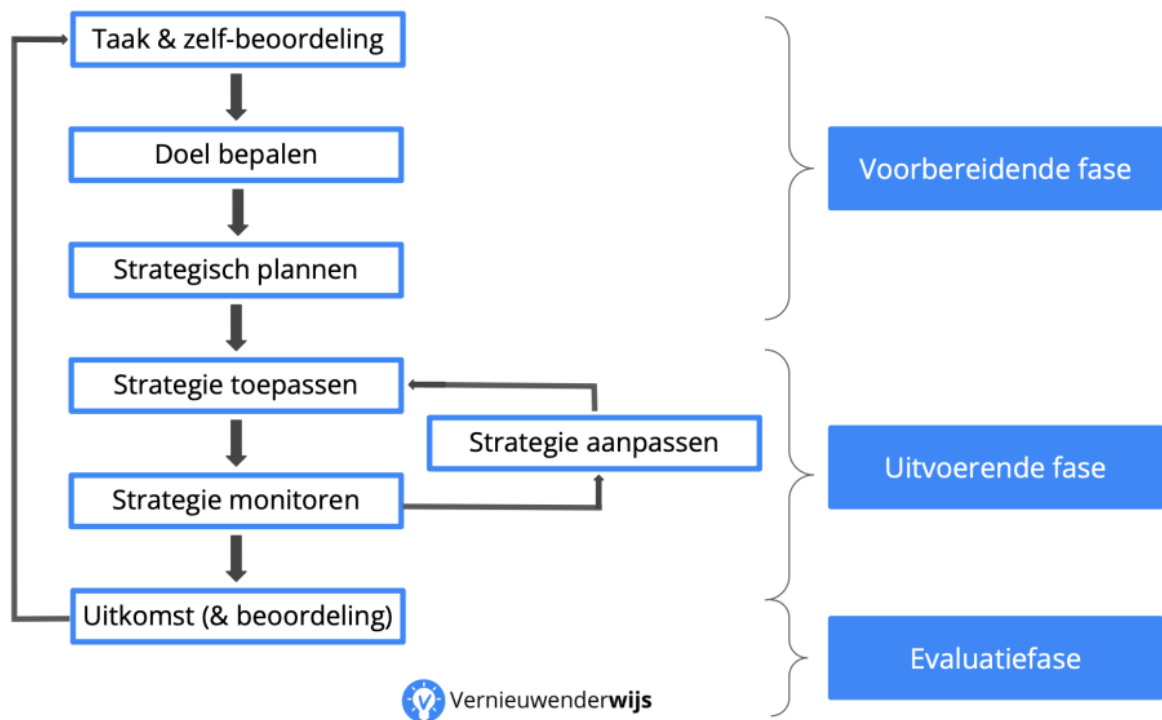 Taak & zelf-beoordeling
Doel bepalen
Voorbereidende fase
Strategisch plannen
Strategie toepassen
Strategie aanpassen
Uitvoerende fase
Strategie monitoren
Uitkomst (& beoordeling)
Evaluatiefase
Vernieuwenderwijs